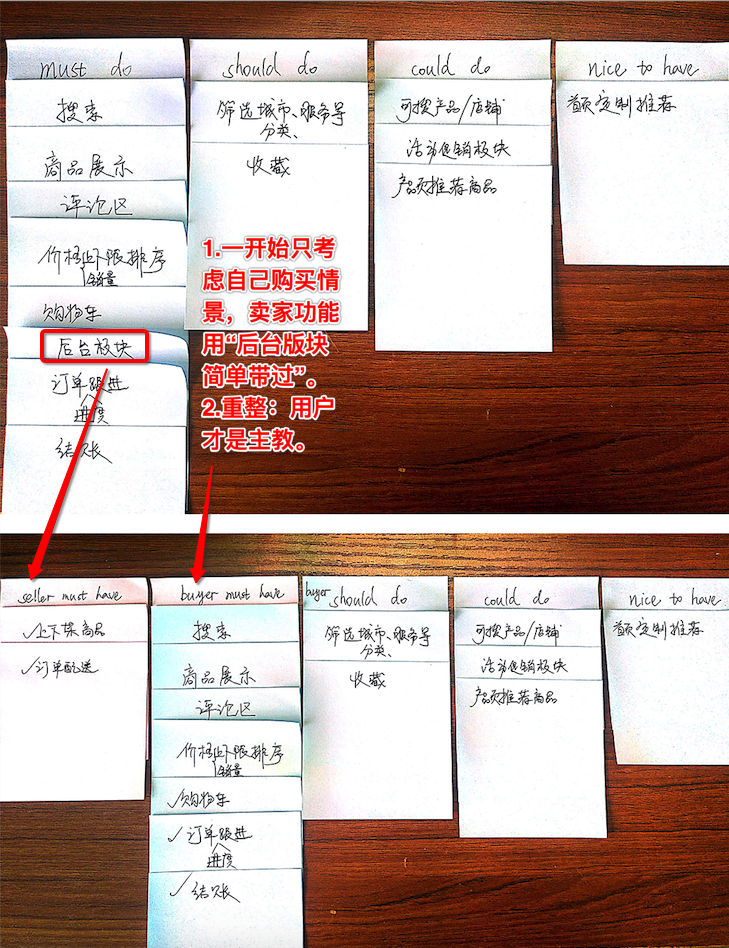 must do
搜索
商品展示
评论区
价格上下限排序
销量
购物车
后台板块
订单跟进
进度
结账
should do
筛选城市、服务等
分类、
收藏
could do
可搜产品/店铺
活动促销板块
产页推荐商品
nice to have
首页定制推荐
1.一开始只考
虑自己购买情
景，卖家功能
用“后台版块
简单带过”。
2.重整：用户
才是主教。
seller must have
✓上下架商品
✓订单配送
buyer must have
搜索
商品展示
评论区
价格上下限排序
销量
✓购物车
✓订单跟进
进度
✓结账
buyer should do
筛选城市、服务等
分类、
收藏
could do
可搜产品/店铺
活动促销板块
产页推荐商品
nice to have
首页定制推荐